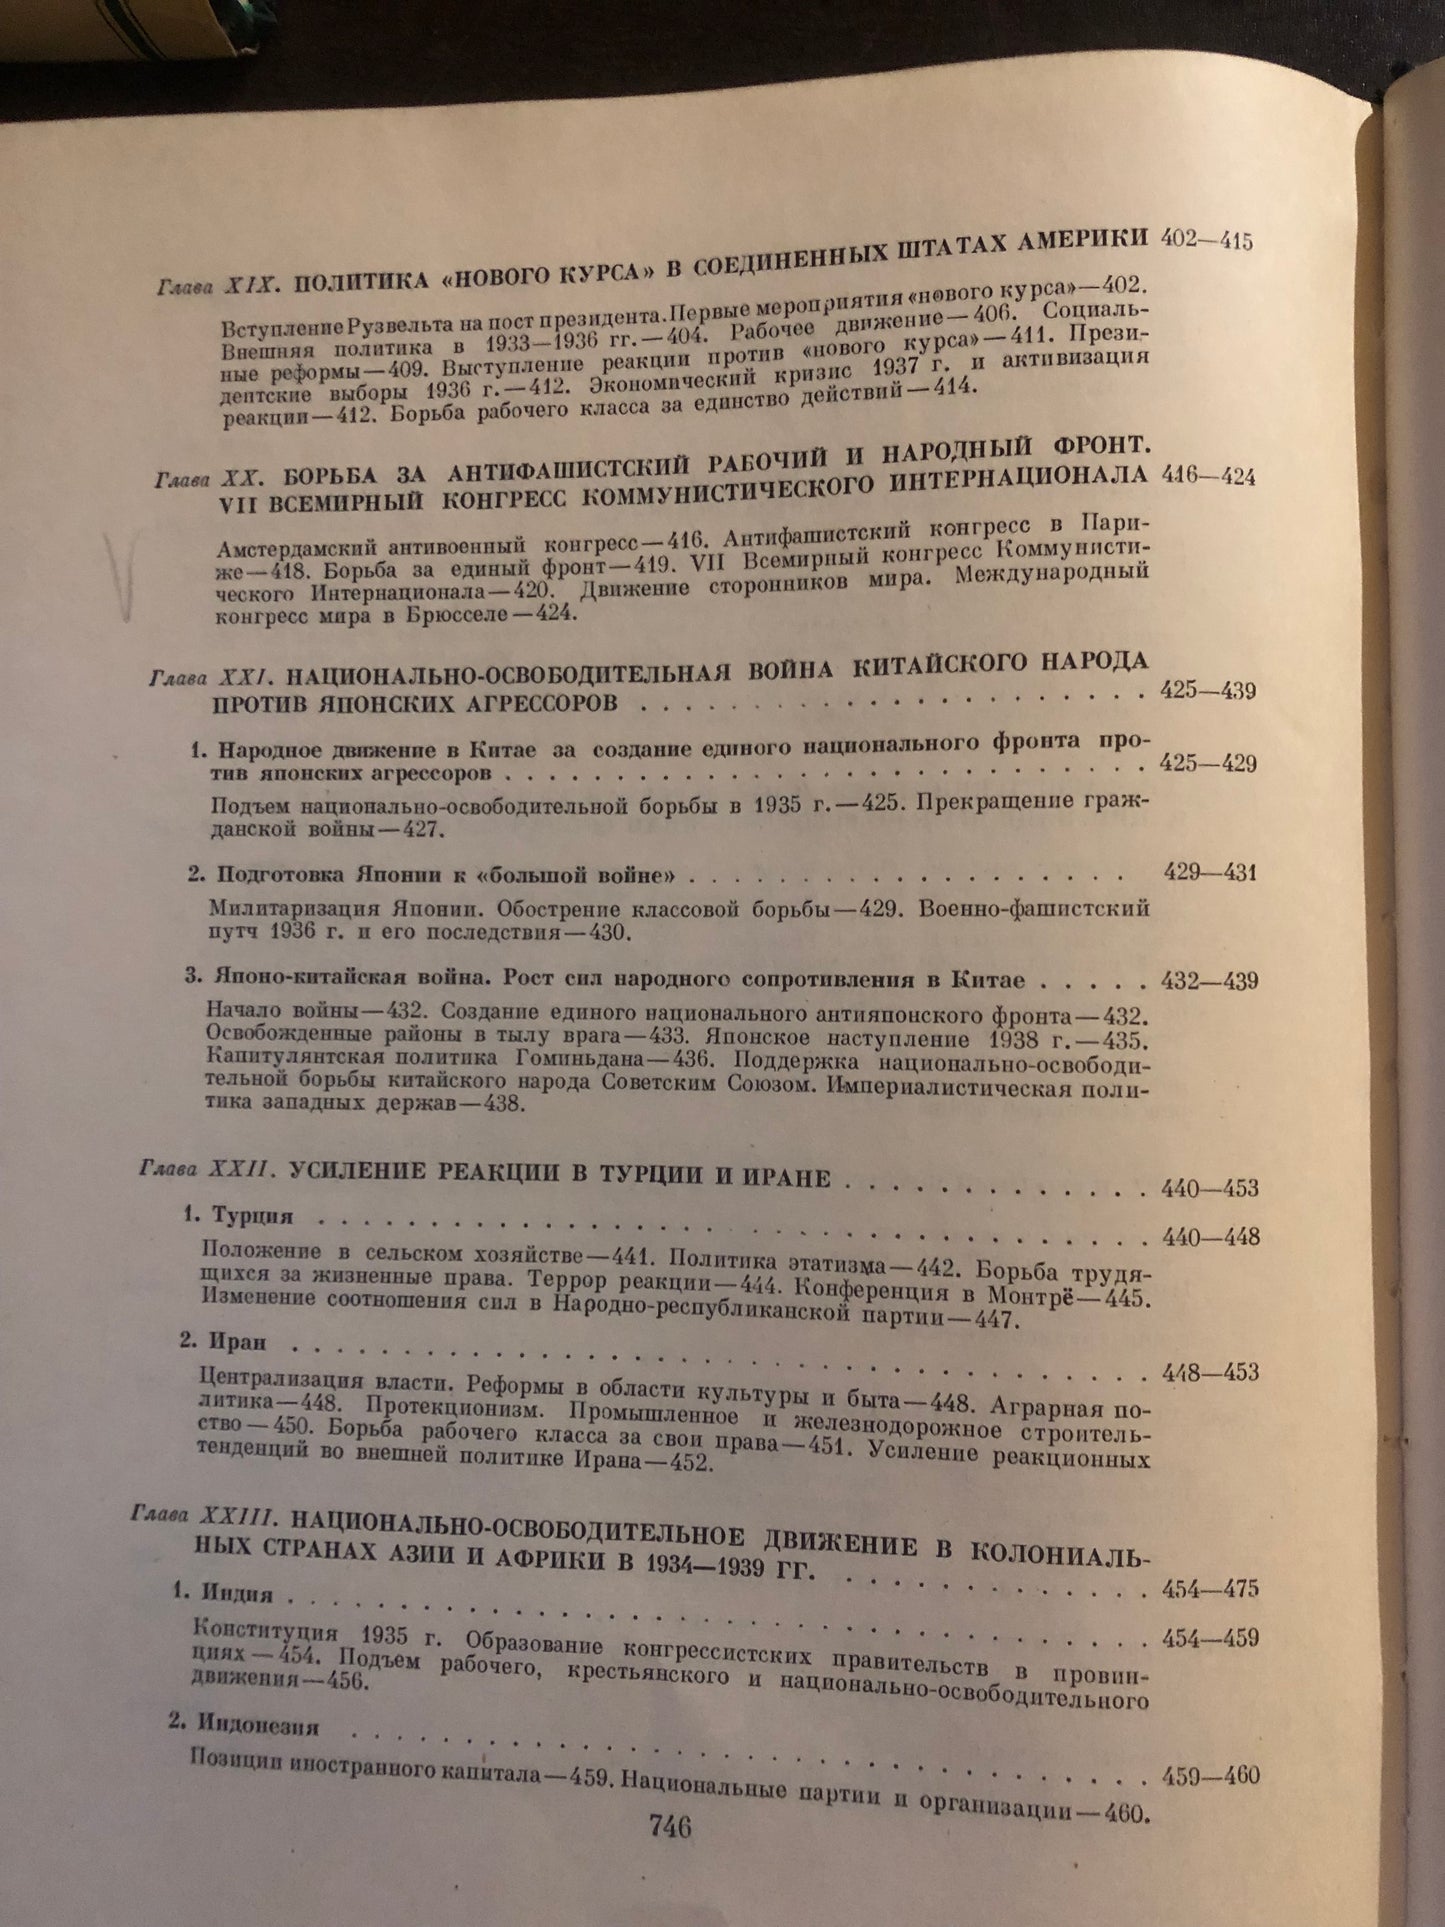 Глава XIX. ПОЛИТИКА «НОВОГО КУРСА» В СОЕДИНЕННЫХ ШТАТАХ АМЕРИКИ 402—415
Вступление Рузвельта на пост президента. Первые мероприятия «нового курса»—402.
Внешняя политика в 1933—1936 гг.—404. Рабочее движение—406. Социаль-
ные реформы—409. Выступление реакции против «нового курса»—411. Прези-
дентские выборы 1936 г.—412. Экономический кризис 1937 г. и активизация
реакции—412. Борьба рабочего класса за единство действий—414.
Глава XX. БОРЬБА ЗА АНТИФАШИСТСКИЙ РАБОЧИЙ И НАРОДНЫЙ ФРОНТ.
VII ВСЕМИРНЫЙ КОНГРЕСС КОММУНИСТИЧЕСКОГО ИНТЕРНАЦИОНАЛА 416—424
Амстердамский антивоенный конгресс—416. Антифашистский конгресс в Пари-
же—418. Борьба за единый фронт—419. VII Всемирный конгресс Коммунисти-
ческого Интернационала—420. Движение сторонников мира. Международный
конгресс мира в Брюсселе—424.
Глава XXI. НАЦИОНАЛЬНО-ОСВОБОДИТЕЛЬНАЯ ВОЙНА КИТАЙСКОГО НАРОДА
ПРОТИВ ЯПОНСКИХ АГРЕССОРОВ . . . . . . . . . . . . . . . . . . . 425—439
1. Народное движение в Китае за создание единого национального фронта про-
тив японских агрессоров . . . . . . . . . . . . . . . . . . . . . . . 425—429
Подъем национально-освободительной борьбы в 1935 г.—425. Прекращение граж-
данской войны—427.
2. Подготовка Японии к «большой войне» . . . . . . . . . . . . . . . . . 429—431
Милитаризация Японии. Обострение классовой борьбы—429. Военно-фашистский
путч 1936 г. и его последствия—430.
3. Японо-китайская война. Рост сил народного сопротивления в Китае . . . . . 432—439
Начало войны—432. Создание единого национального антияпонского фронта—432.
Освобожденные районы в тылу врага—433. Японское наступление 1938 г.—435.
Капитулянтская политика Гоминьдана—436. Поддержка национально-освободи-
тельной борьбы китайского народа Советским Союзом. Империалистическая поли-
тика западных держав—438.
Глава XXII. УСИЛЕНИЕ РЕАКЦИИ В ТУРЦИИ И ИРАНЕ . . . . . . . . . . . . 440—453
1. Турция . . . . . . . . . . . . . . . . . . . . . . . . . . . . . . 440—448
Положение в сельском хозяйстве—441. Политика этатизма—442. Борьба трудя-
щихся за жизненные права. Террор реакции—444. Конференция в Монтрё—445.
Изменение соотношения сил в Народно-республиканской партии—447.
2. Иран . . . . . . . . . . . . . . . . . . . . . . . . . . . . . . . 448—453
Централизация власти. Реформы в области культуры и быта—448. Аграрная по-
литика—448. Протекционизм. Промышленное и железнодорожное строитель-
ство—450. Борьба рабочего класса за свои права—451. Усиление реакционных
тенденций во внешней политике Ирана—452.
Глава XXIII. НАЦИОНАЛЬНО-ОСВОБОДИТЕЛЬНОЕ ДВИЖЕНИЕ В КОЛОНИАЛЬ-
НЫХ СТРАНАХ АЗИИ И АФРИКИ В 1934—1939 ГГ. . . . . . . . . . . . . 454—475
1. Индия . . . . . . . . . . . . . . . . . . . . . . . . . . . . . . . 454—459
Конституция 1935 г. Образование конгрессистских правительств в провин-
циях—454. Подъем рабочего, крестьянского и национально-освободительного
движения—456.
2. Индонезия . . . . . . . . . . . . . . . . . . . . . . . . . . . . . 459—460
Позиции иностранного капитала—459. Национальные партии и организации—460.
746